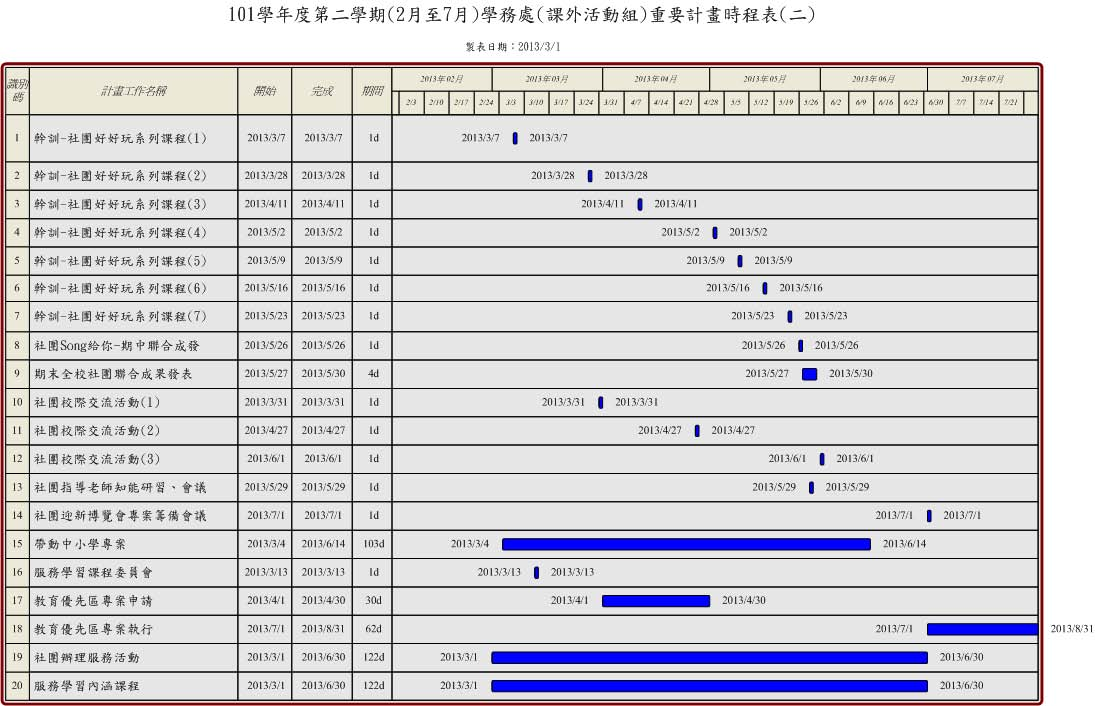 101學年度第二學期(2月至7月)學務處(課外活動組)重要計畫時程表(二)
製表日期：2013/3/1
識別碼 計畫工作名稱 開始 完成 期間 2013年02月 2013年03月 2013年04月 2013年05月 2013年06月 2013年07月
2/3 2/10 2/17 2/24 3/3 3/10 3/17 3/24 3/31 4/7 4/14 4/21 4/28 5/5 5/12 5/19 5/26 6/2 6/9 6/16 6/23 6/30 7/7 7/14 7/21
1 幹訓-社團好好玩系列課程(1) 2013/3/7 2013/3/7 1d 2013/3/7 2013/3/7
2 幹訓-社團好好玩系列課程(2) 2013/3/28 2013/3/28 1d 2013/3/28 2013/3/28
3 幹訓-社團好好玩系列課程(3) 2013/4/11 2013/4/11 1d 2013/4/11 2013/4/11
4 幹訓-社團好好玩系列課程(4) 2013/5/2 2013/5/2 1d 2013/5/2 2013/5/2
5 幹訓-社團好好玩系列課程(5) 2013/5/9 2013/5/9 1d 2013/5/9 2013/5/9
6 幹訓-社團好好玩系列課程(6) 2013/5/16 2013/5/16 1d 2013/5/16 2013/5/16
7 幹訓-社團好好玩系列課程(7) 2013/5/23 2013/5/23 1d 2013/5/23 2013/5/23
8 社團Song給你-期中聯合成發 2013/5/26 2013/5/26 1d 2013/5/26 2013/5/26
9 期末全校社團聯合成果發表 2013/5/27 2013/5/30 4d 2013/5/27 2013/5/30
10 社團校際交流活動(1) 2013/3/31 2013/3/31 1d 2013/3/31 2013/3/31
11 社團校際交流活動(2) 2013/4/27 2013/4/27 1d 2013/4/27 2013/4/27
12 社團校際交流活動(3) 2013/6/1 2013/6/1 1d 2013/6/1 2013/6/1
13 社團指導老師知能研習、會議 2013/5/29 2013/5/29 1d 2013/5/29 2013/5/29
14 社團迎新博覽會專案籌備會議 2013/7/1 2013/7/1 1d 2013/7/1 2013/7/1
15 帶動中小學專案 2013/3/4 2013/6/14 103d 2013/3/4 2013/6/14
16 服務學習課程委員會 2013/3/13 2013/3/13 1d 2013/3/13 2013/3/13
17 教育優先區專案申請 2013/4/1 2013/4/30 30d 2013/4/1 2013/4/30
18 教育優先區專案執行 2013/7/1 2013/8/31 62d 2013/7/1 2013/8/31
19 社團辦理服務活動 2013/3/1 2013/6/30 122d 2013/3/1 2013/6/30
20 服務學習內涵課程 2013/3/1 2013/6/30 122d 2013/3/1 2013/6/30